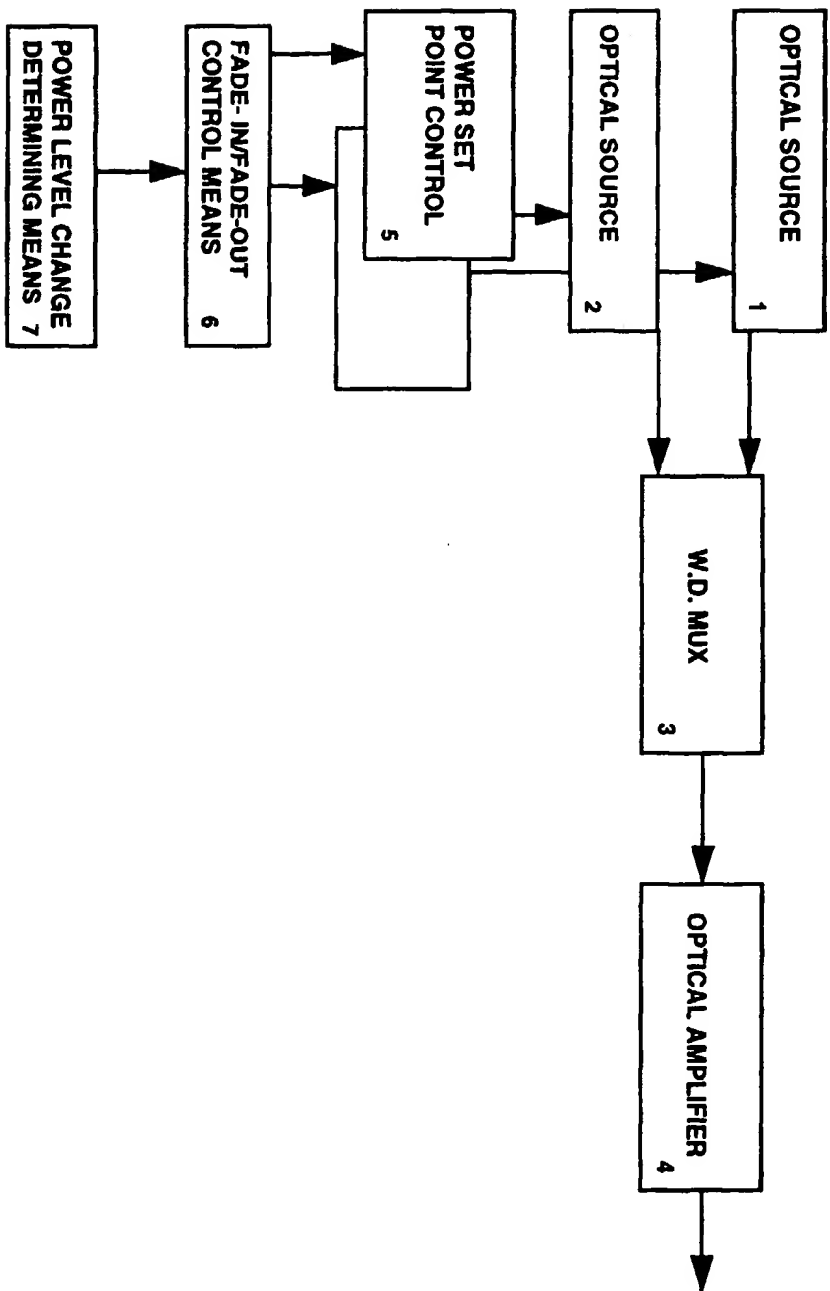 OPTICAL SOURCE
1
OPTICAL SOURCE
2
W.D. MUX
3
OPTICAL AMPLIFIER
4
POWER SET
POINT CONTROL
5
FADE- IN/FADE-OUT
CONTROL MEANS
6
POWER LEVEL CHANGE
DETERMINING MEANS 7